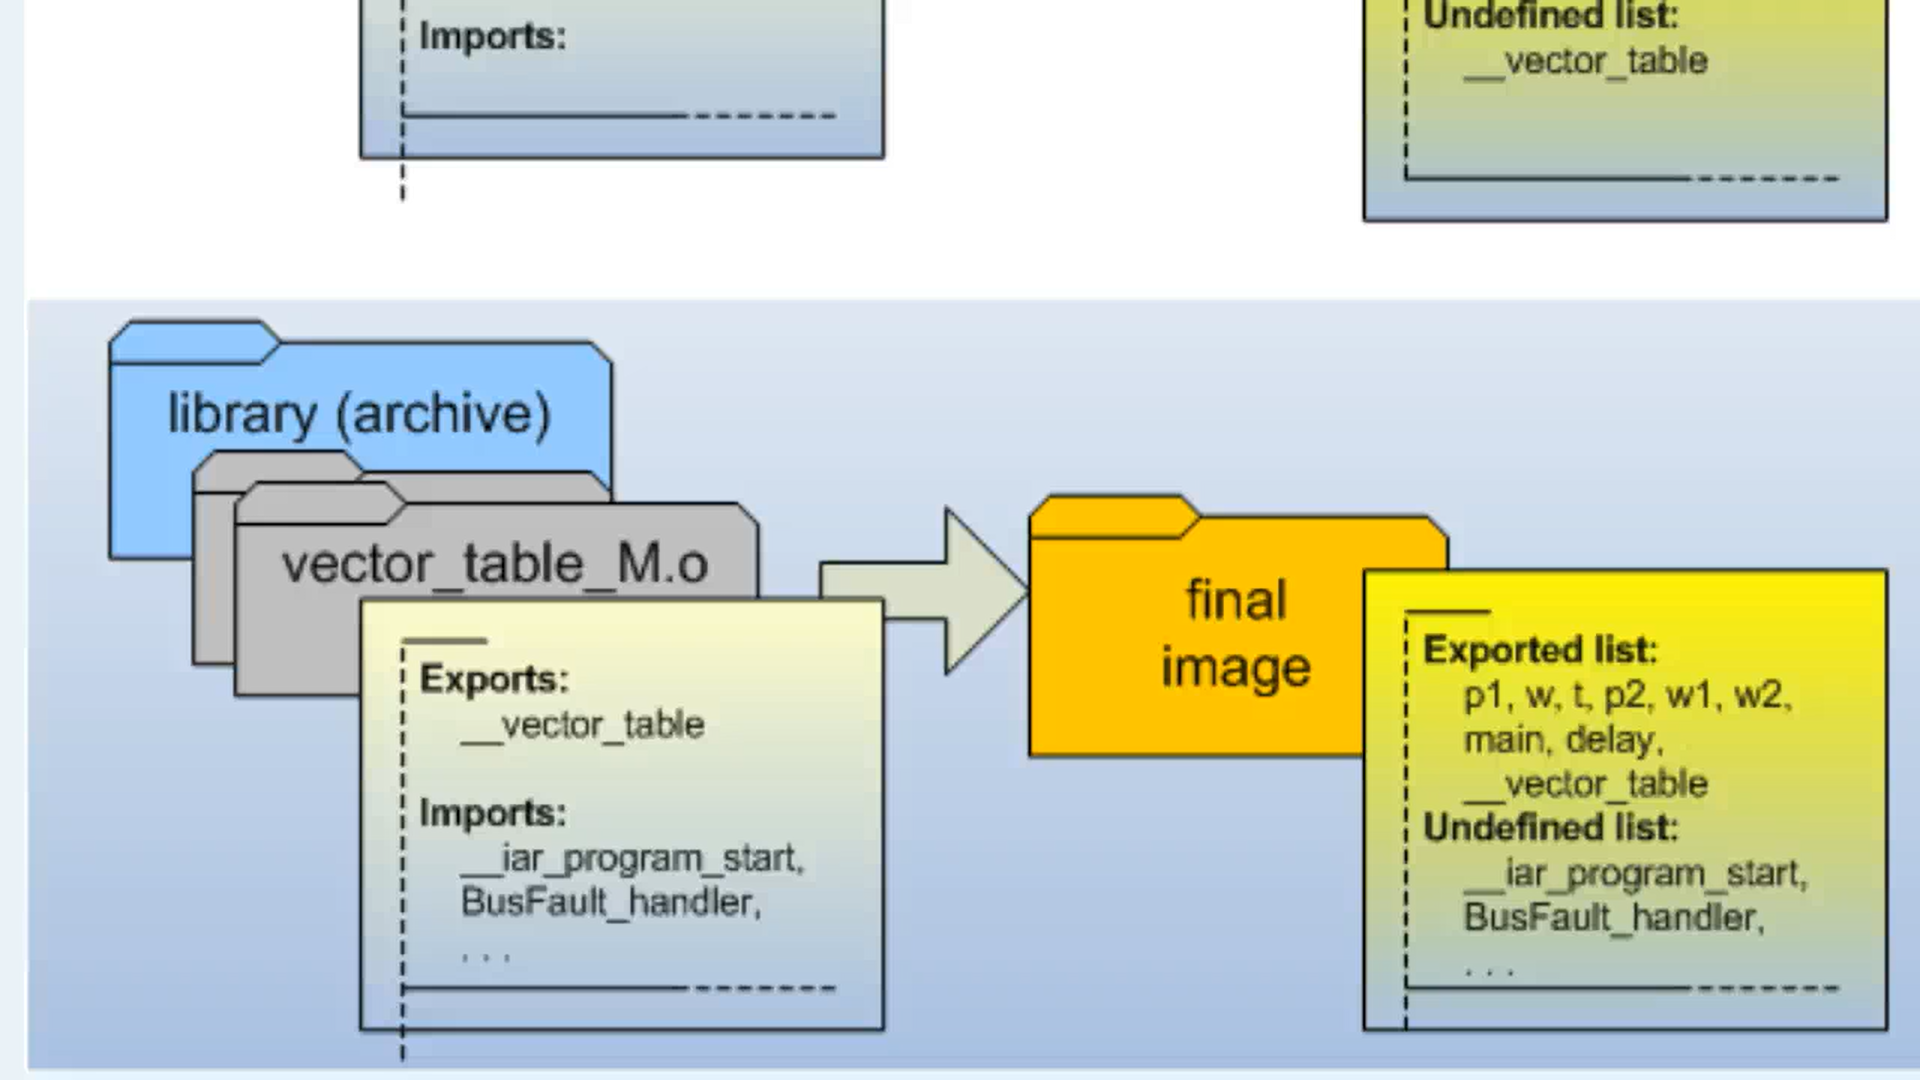 Imports:
Undefined list:
__vector_table
library (archive)
vector_table_M.o
Exports:
__vector_table
Imports:
__iar_program_start,
BusFault_handler,
. . .
final
image
Exported list:
p1, w, t, p2, w1, w2,
main, delay,
__vector_table
Undefined list:
__iar_program_start,
BusFault_handler,
. . .